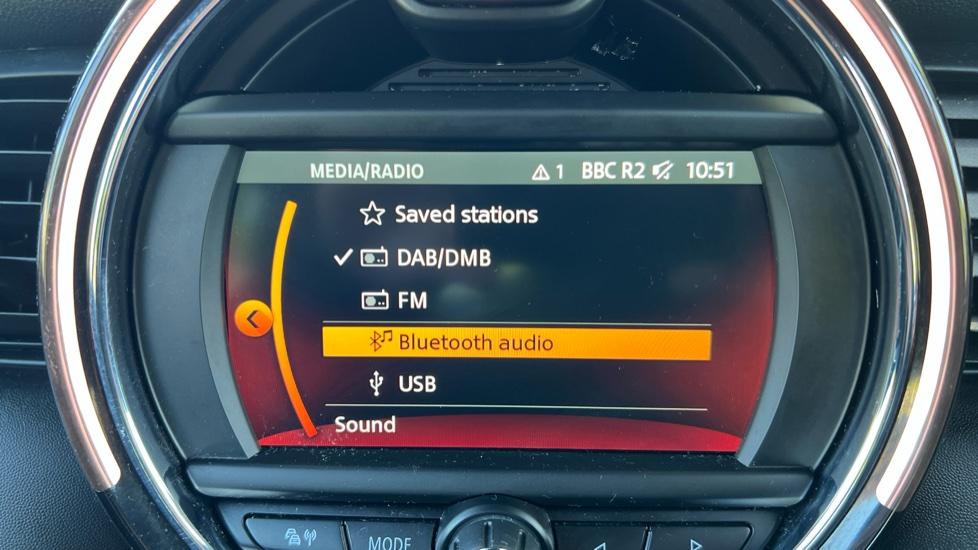 MEDIA/RADIO 1 BBC R2 10:51
Saved stations
DAB/DMB
FM
Bluetooth audio
USB
Sound
MODE